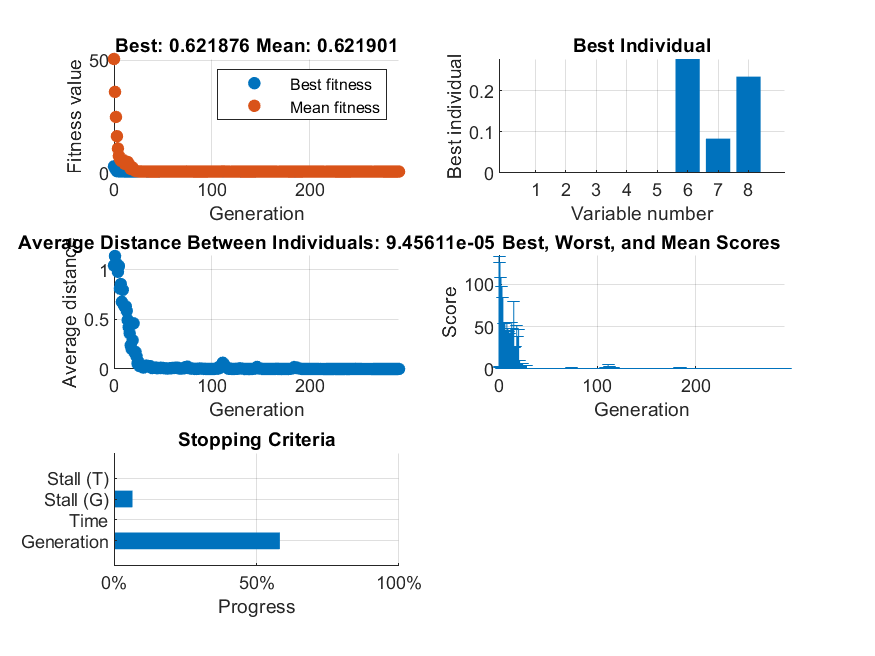 Best: 0.621876 Mean: 0.621901
Fitness value
50
0
Best fitness
Mean fitness
0 100 200
Generation
Best Individual
Best individual
0.2
0.1
0
1 2 3 4 5 6 7 8
Variable number
Average Distance Between Individuals: 9.45611e-05
Average distance
1
0.5
0
0 100 200
Generation
Best, Worst, and Mean Scores
Score
100
50
0
0 100 200
Generation
Stopping Criteria
Stall (T)
Stall (G)
Time
Generation
0% 50% 100%
Progress